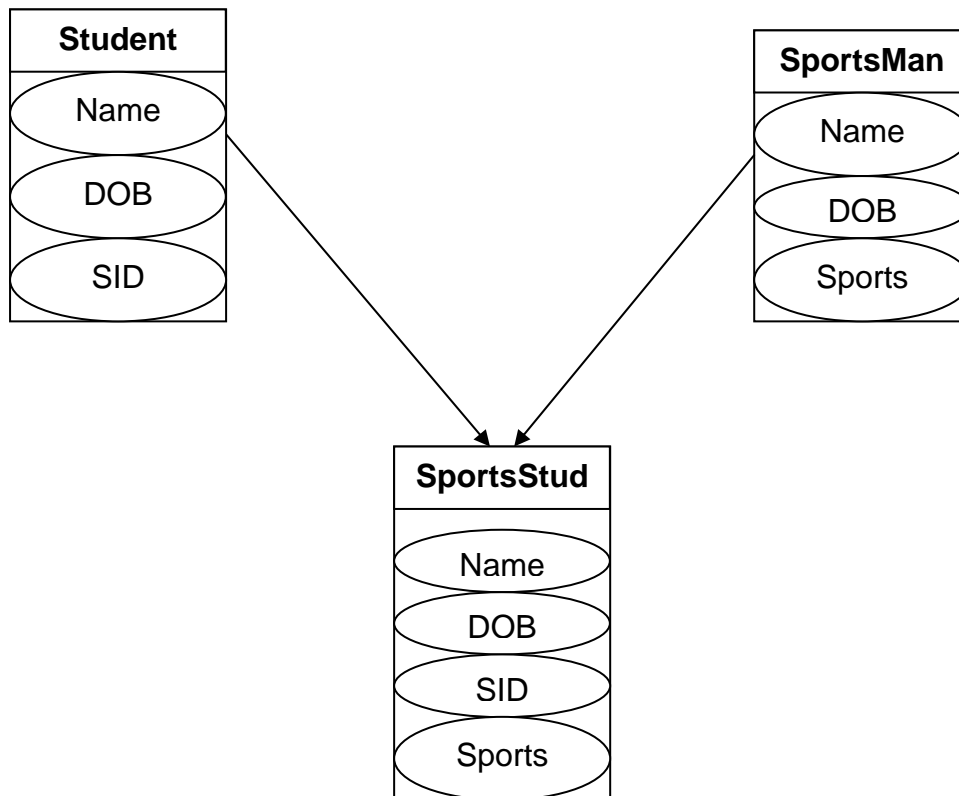 Student
Name
DOB
SID
SportsMan
Name
DOB
Sports
SportsStud
Name
DOB
SID
Sports